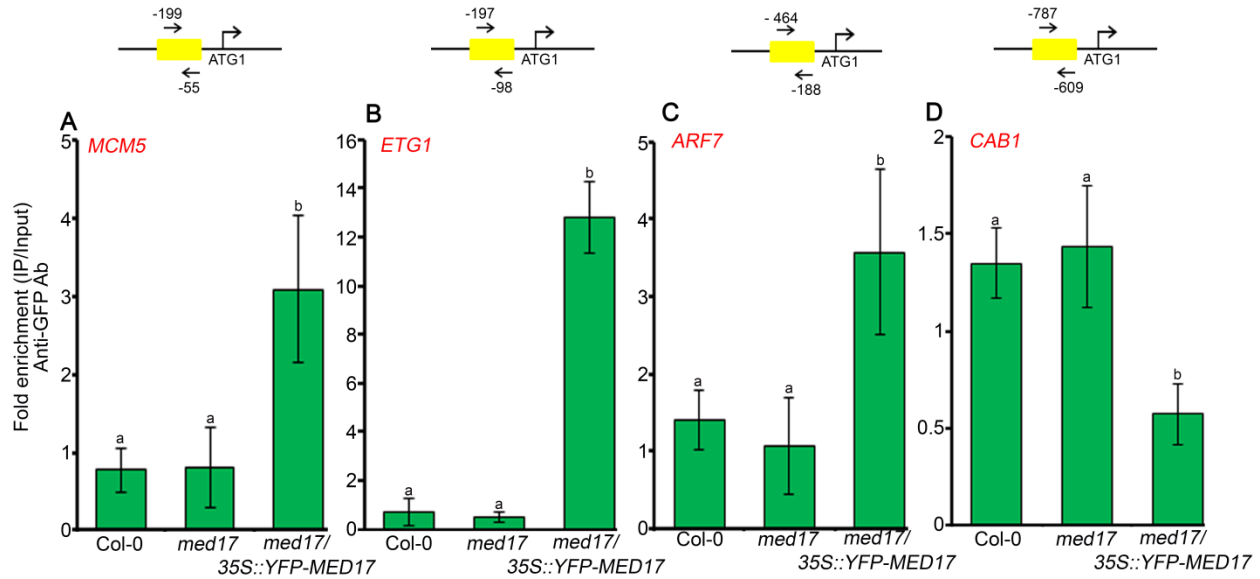 -199
ATG1
-55
-197
ATG1
-98
- 464
ATG1
-188
-787
ATG1
-609
Fold enrichment (IP/Input)
Anti-GFP Ab
A
MCM5
5
4
3
2
1
0
a
a
b
Col-0
med17
med17/
35S::YFP-MED17
B
ETG1
16
14
12
10
8
6
4
2
0
a
a
b
Col-0
med17
med17/
35S::YFP-MED17
C
ARF7
5
4
3
2
1
0
a
a
b
Col-0
med17
med17/
35S::YFP-MED17
D
CAB1
2
1.5
1
0.5
0
a
a
b
Col-0
med17
med17/
35S::YFP-MED17